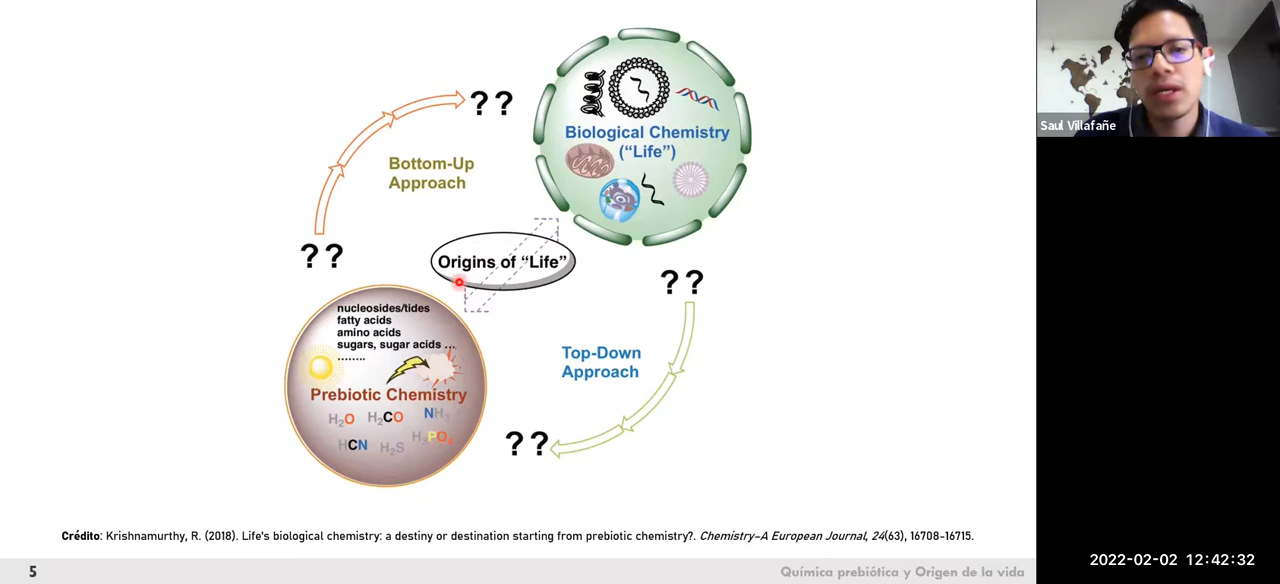 ??
Biological Chemistry
(“Life”)
Bottom-Up
Approach
??
Origins of “Life”
??
nucleosides/tides
fatty acids
amino acids
sugars, sugar acids ...
........
Top-Down
Approach
Prebiotic Chemistry
H₂O H₂CO NH₃
HCN H₂S
??
Crédito: Krishnamurthy, R. (2018). Life's biological chemistry: a destiny or destination starting from prebiotic chemistry?. Chemistry–A European Journal, 24(63), 16708-16715.
5
Química prebiótica y Origen de la vida
Saul Villafañe
2022-02-02 12:42:32